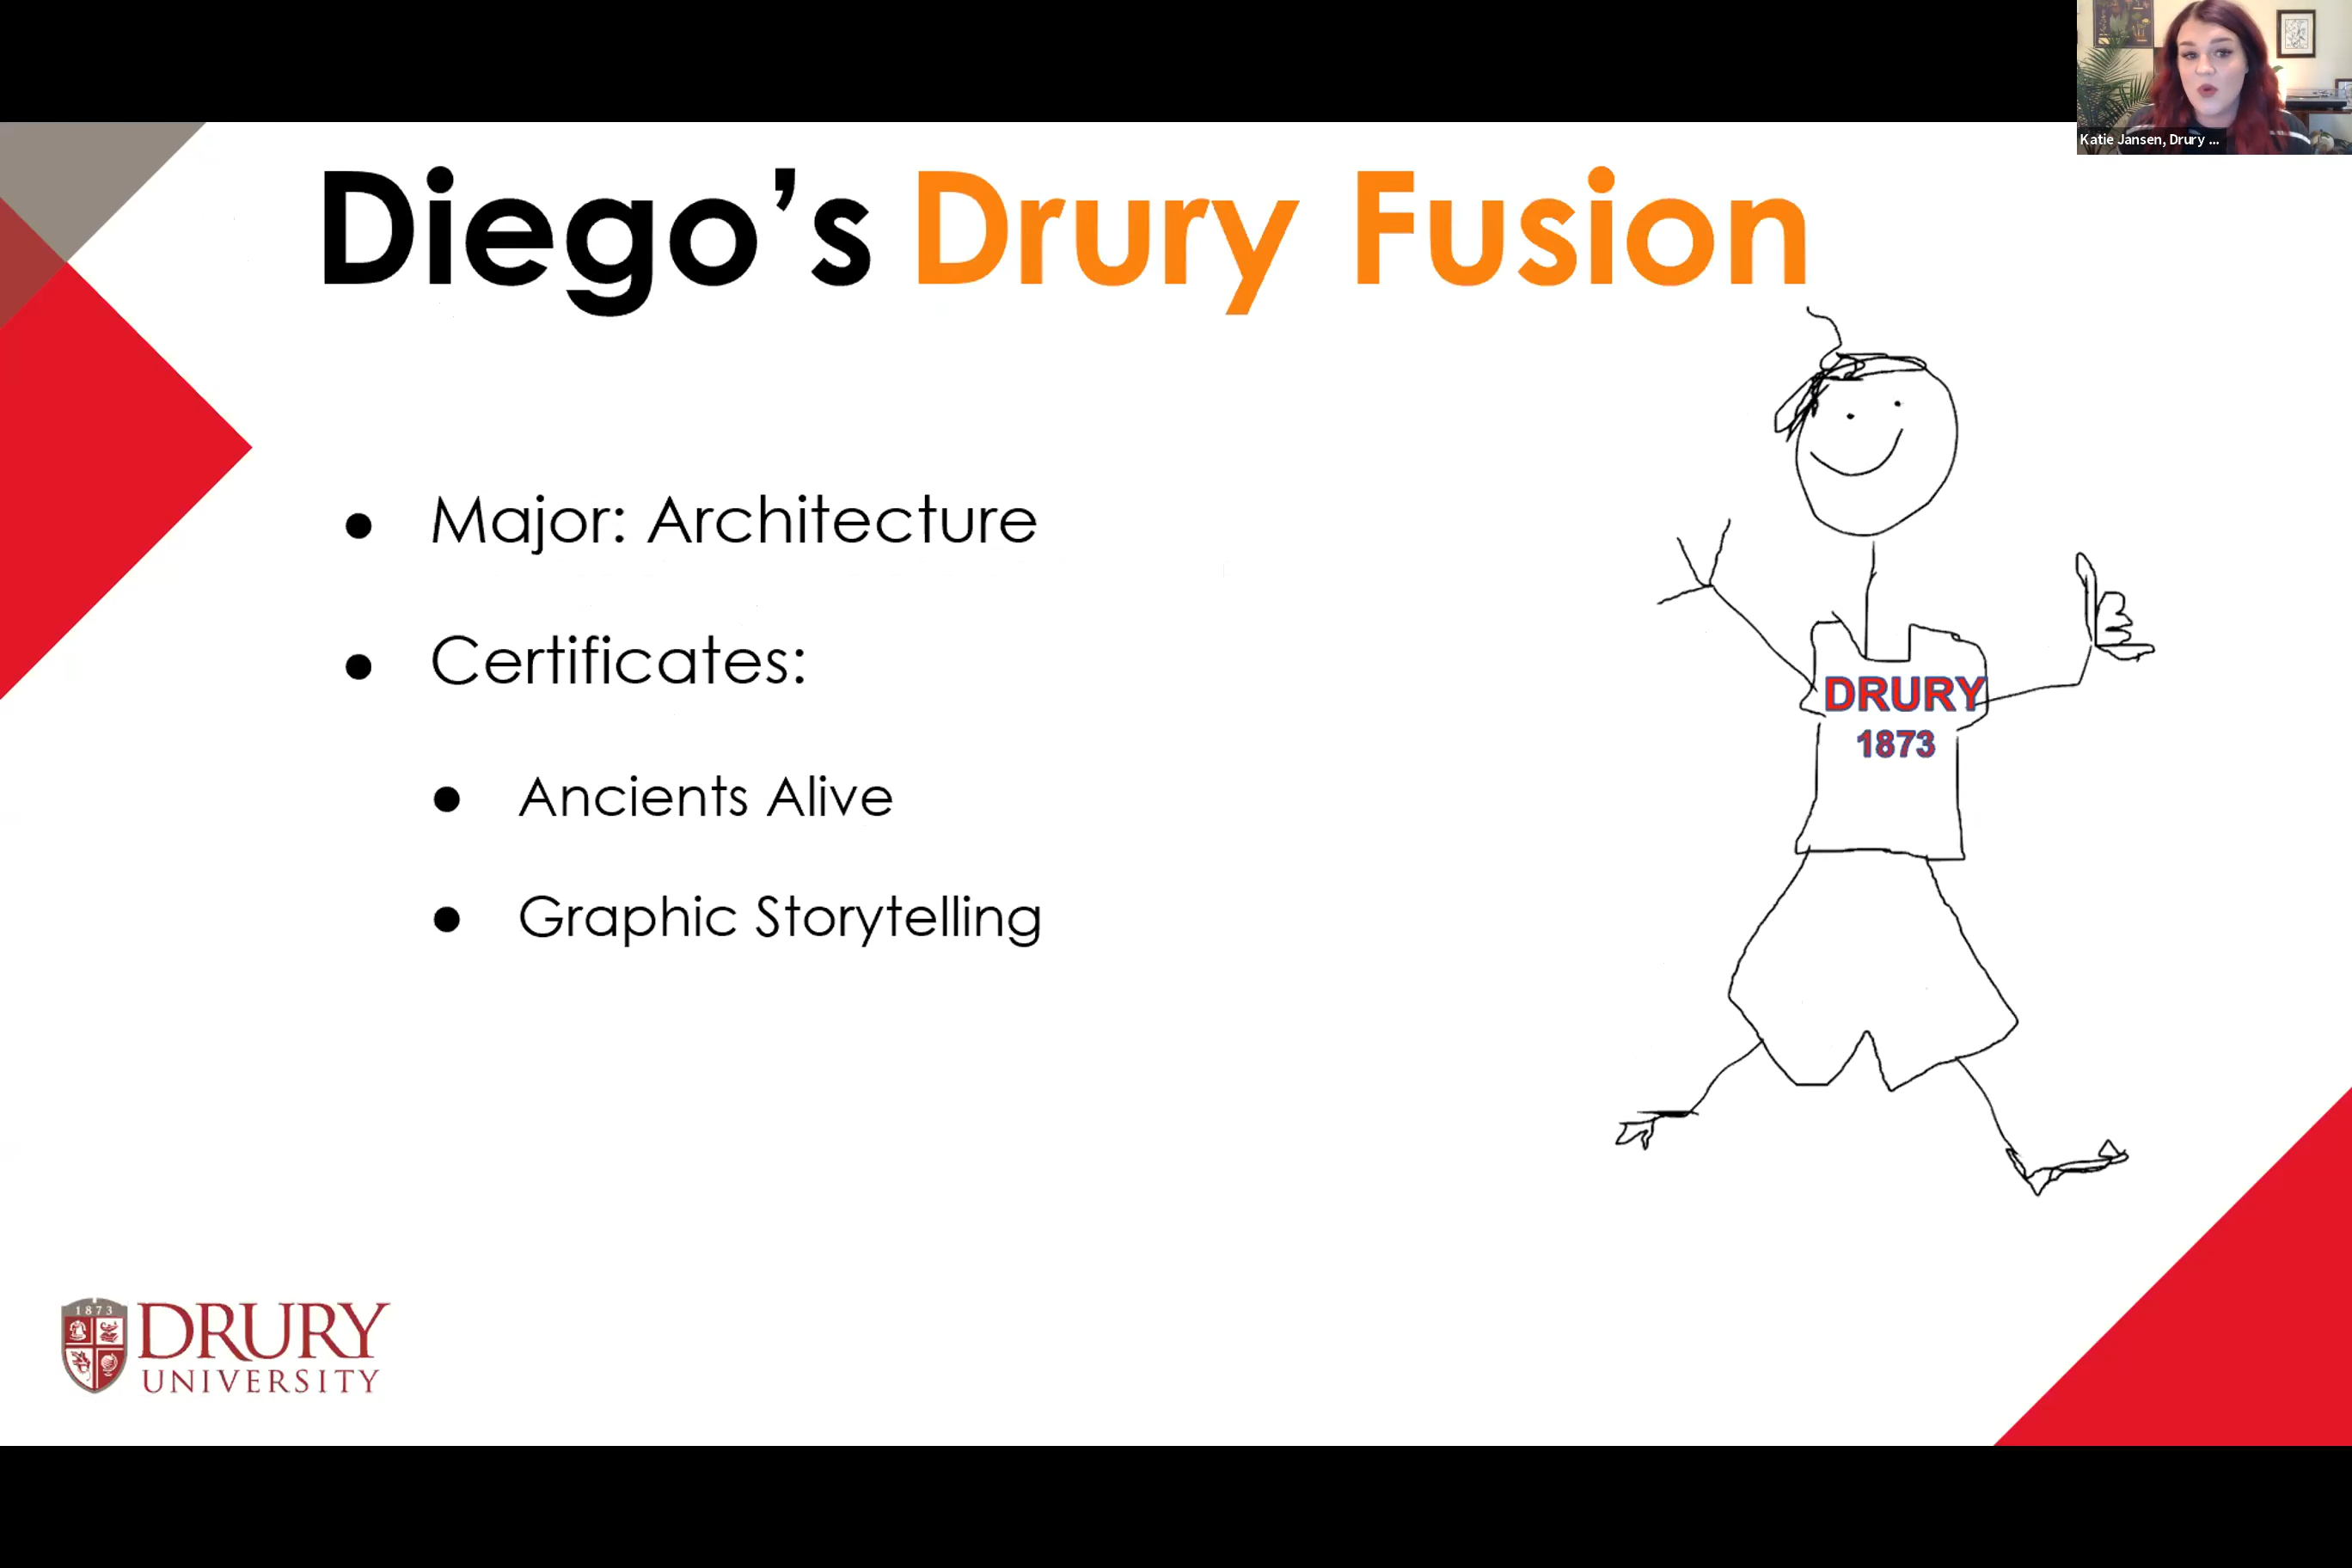 Katie Jansen, Drury ...
Diego’s Drury Fusion
● Major: Architecture
● Certificates:
● Ancients Alive
● Graphic Storytelling
DRURY
1873
1873
DRURY
UNIVERSITY